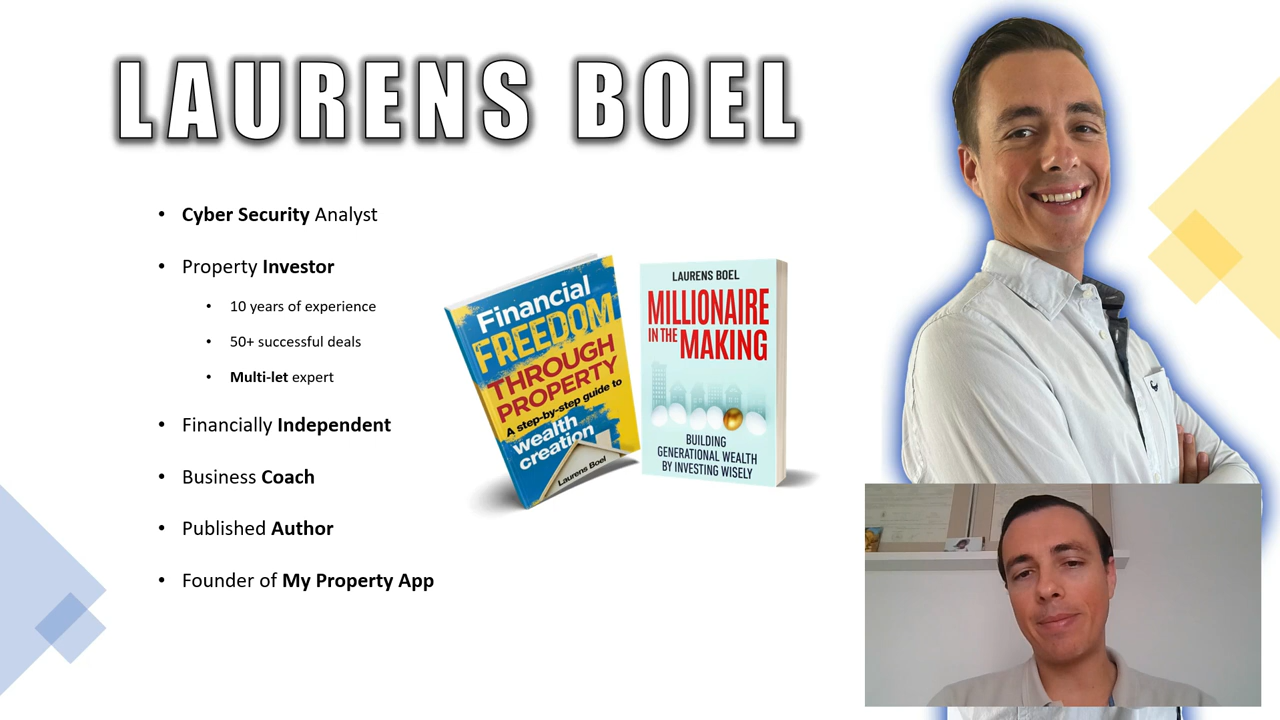 LAURENS BOEL
• Cyber Security Analyst
• Property Investor
• 10 years of experience
• 50+ successful deals
• Multi-let expert
• Financially Independent
• Business Coach
• Published Author
• Founder of My Property App
Financial
FREEDOM
THROUGH
PROPERTY
A step-by-step guide to
wealth
creation
Laurens Boel
LAURENS BOEL
MILLIONAIRE
IN THE MAKING
BUILDING
GENERATIONAL WEALTH
BY INVESTING WISELY